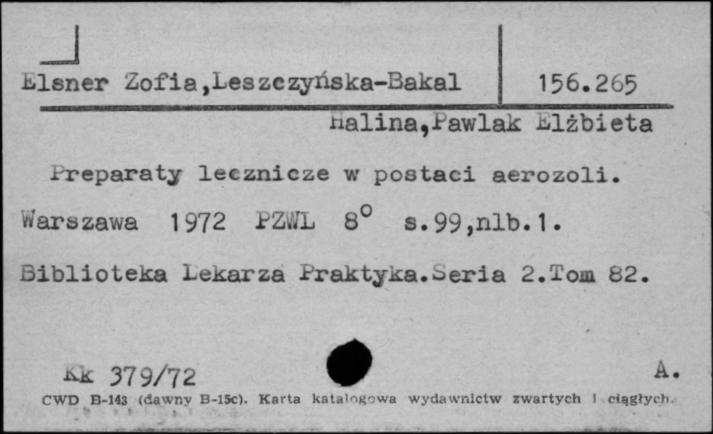 Elsner Zofia,Leszczyńska-Bakal 156.265
Halina,Pawlak Elżbieta
Preparaty lecznicze w postaci aerozoli.
Warszawa 1972 PZWL 8° s.99,nlb.1.
Biblioteka Lekarza Praktyka.Seria 2.Tom 82.
Kk 379/72 A.
CWD B-143 (dawny B-15c). Karta katalogowa wydawnictw zwartych i ciągłych.